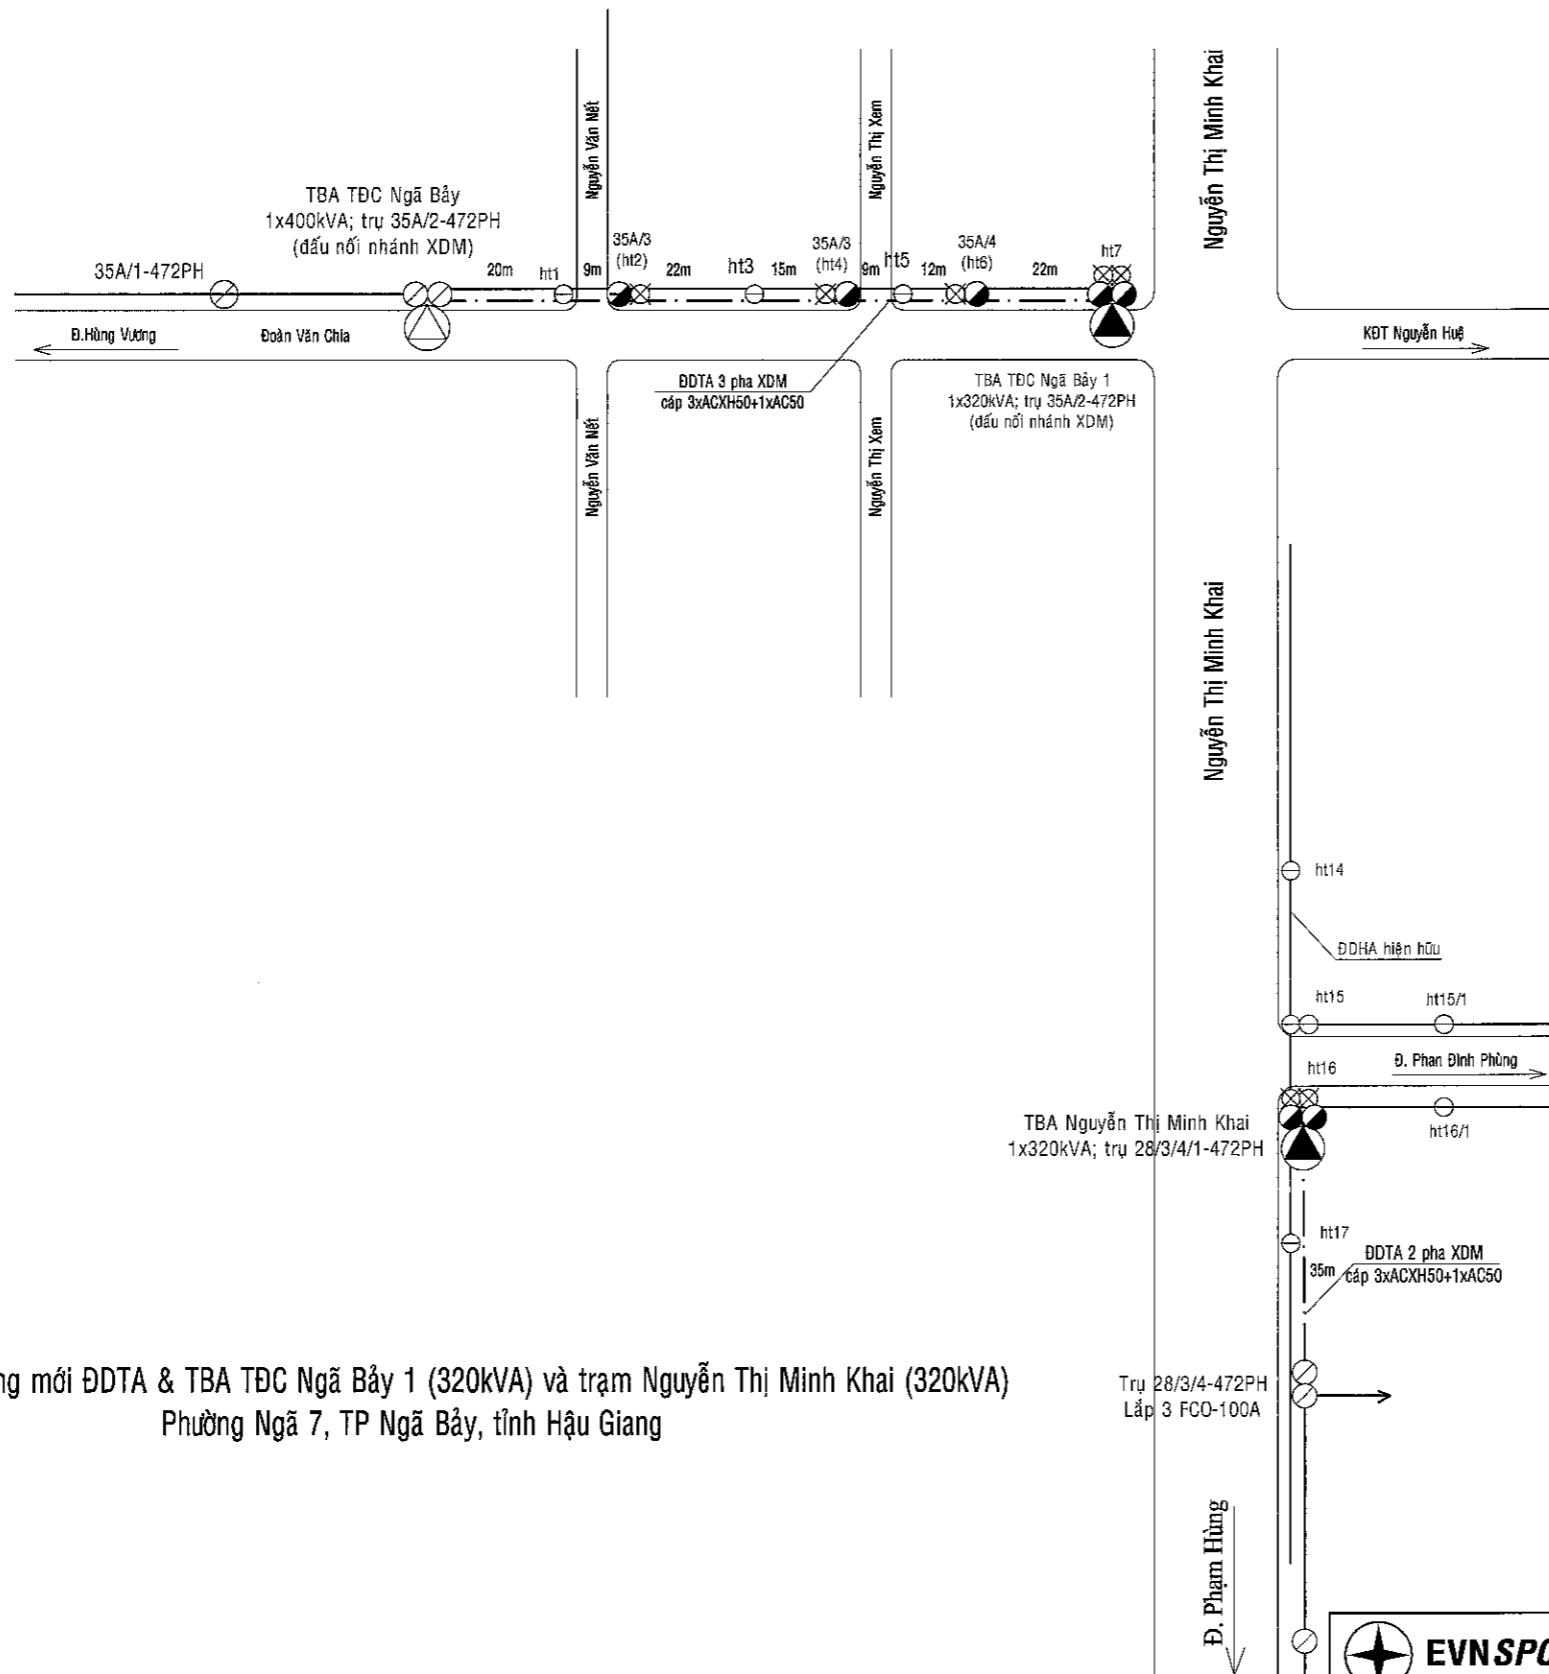 Nguyễn Văn Nết
Nguyễn Thị Xem
Nguyễn Thị Minh Khai
TBA TĐC Ngã Bảy
1x400kVA; trụ 35A/2-472PH
(đấu nối nhánh XDM)
35A/1-472PH
20m
ht1
9m
35A/3
(ht2)
22m
ht3
15m
35A/3
(ht4)
9m
ht5
12m
35A/4
(ht6)
22m
ht7
Đ.Hùng Vương
Đoàn Văn Chia
KĐT Nguyễn Huệ
ĐDTA 3 pha XDM
cáp 3xACXH50+1xAC50
TBA TĐC Ngã Bảy 1
1x320kVA; trụ 35A/2-472PH
(đấu nối nhánh XDM)
Nguyễn Văn Nết
Nguyễn Thị Xem
Nguyễn Thị Minh Khai
ht14
ĐDHA hiện hữu
ht15
ht15/1
Đ. Phan Đình Phùng
ht16
ht16/1
TBA Nguyễn Thị Minh Khai
1x320kVA; trụ 28/3/4/1-472PH
ht17
35m
ĐDTA 2 pha XDM
cáp 3xACXH50+1xAC50
ng mới ĐDTA & TBA TĐC Ngã Bảy 1 (320kVA) và trạm Nguyễn Thị Minh Khai (320kVA)
Phường Ngã 7, TP Ngã Bảy, tỉnh Hậu Giang
Trụ 28/3/4-472PH
Lắp 3 FCO-100A
Đ. Phạm Hùng
EVNSPC